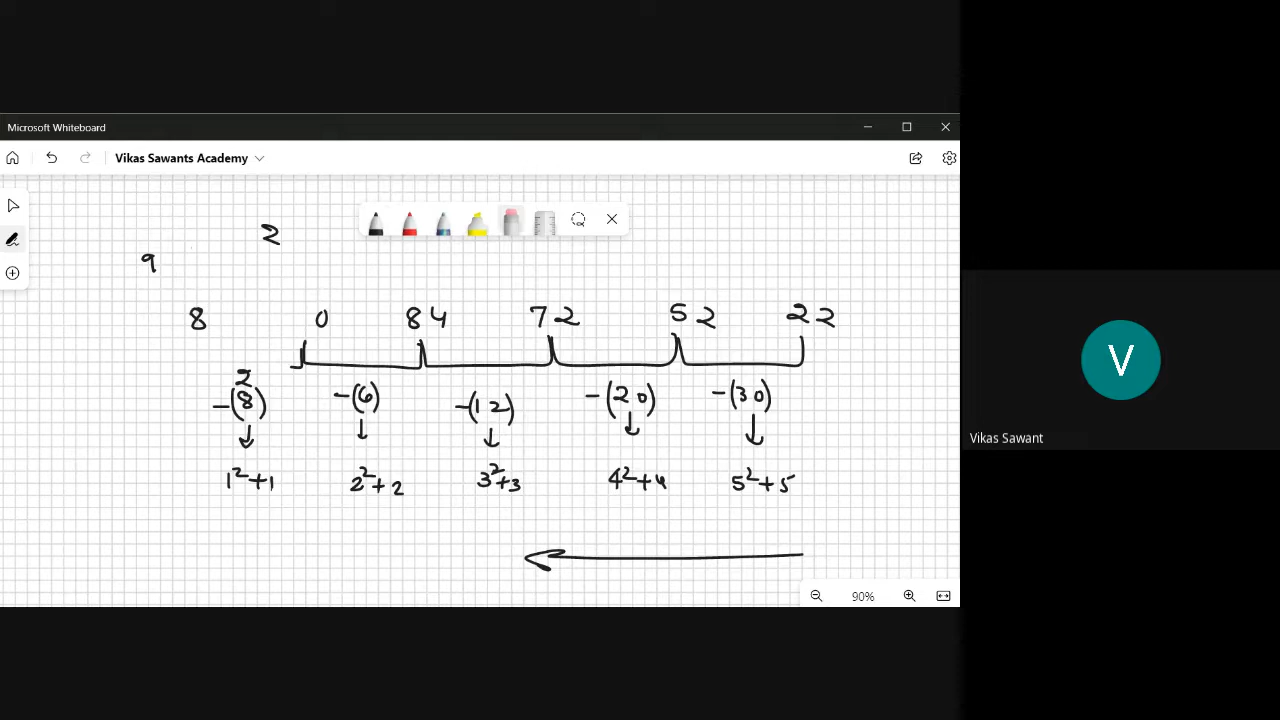 Microsoft Whiteboard
Vikas Sawants Academy
2
9
8 0 84 72 52 22
2
-(8) -(6) -(12) -(20) -(30)
1²+1 2²+2 3²+3 4²+4 5²+5
90%
V
Vikas Sawant